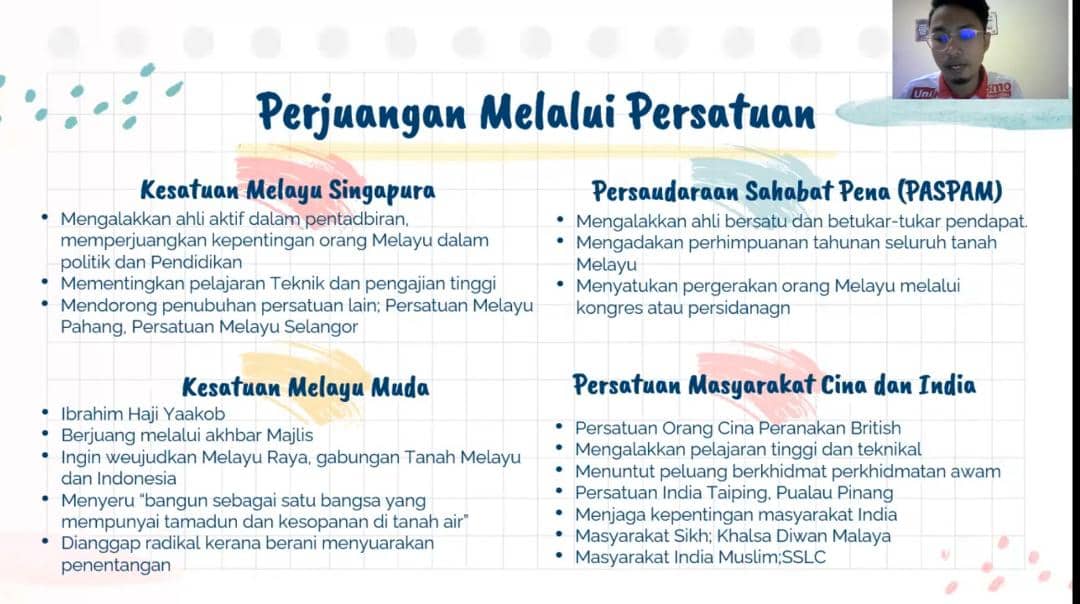 Perjuangan Melalui Persatuan
Kesatuan Melayu Singapura
• Mengalakkan ahli aktif dalam pentadbiran,
memperjuangkan kepentingan orang Melayu dalam
politik dan Pendidikan
• Mementingkan pelajaran Teknik dan pengajian tinggi
• Mendorong penubuhan persatuan lain; Persatuan Melayu
Pahang, Persatuan Melayu Selangor
Persaudaraan Sahabat Pena (PASPAM)
• Mengalakkan ahli bersatu dan betukar-tukar pendapat.
• Mengadakan perhimpuanan tahunan seluruh tanah
Melayu
• Menyatukan pergerakan orang Melayu melalui
kongres atau persidanagn
Kesatuan Melayu Muda
• Ibrahim Haji Yaakob
• Berjuang melalui akhbar Majlis
• Ingin weujudkan Melayu Raya, gabungan Tanah Melayu
dan Indonesia
• Menyeru “bangun sebagai satu bangsa yang
mempunyai tamadun dan kesopanan di tanah air”
• Dianggap radikal kerana berani menyuarakan
penentangan
Persatuan Masyarakat Cina dan India
• Persatuan Orang Cina Peranakan British
• Mengalakkan pelajaran tinggi dan teknikal
• Menuntut peluang berkhidmat perkhidmatan awam
• Persatuan India Taiping, Pualau Pinang
• Menjaga kepentingan masyarakat India
• Masyarakat Sikh; Khalsa Diwan Malaya
• Masyarakat India Muslim;SSLC